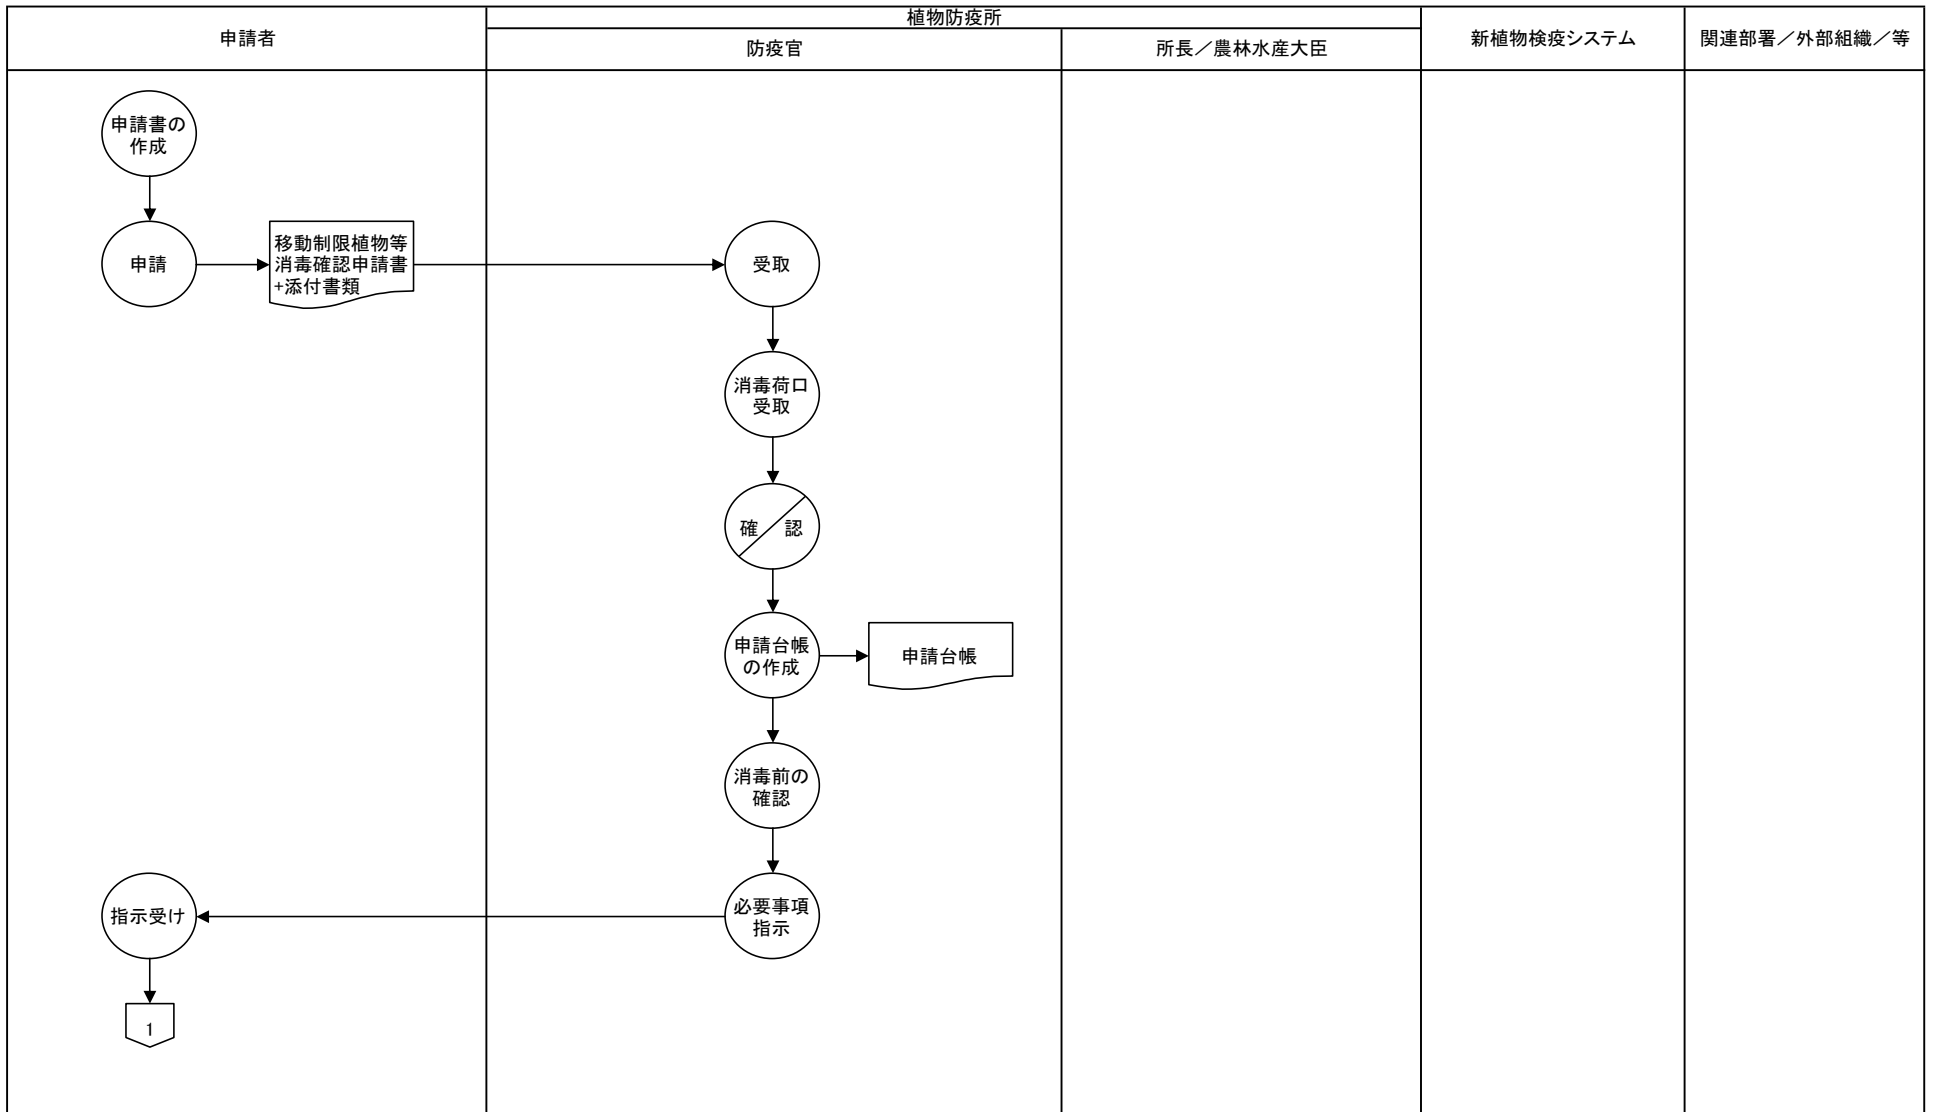 申請者
植物防疫所
防疫官
所長／農林水産大臣
新植物検疫システム
関連部署／外部組織／等
申請書の
作成
申請
移動制限植物等
消毒確認申請書
+添付書類
受取
消毒荷口
受取
確 認
申請台帳
の作成
申請台帳
消毒前の
確認
必要事項
指示
指示受け
1